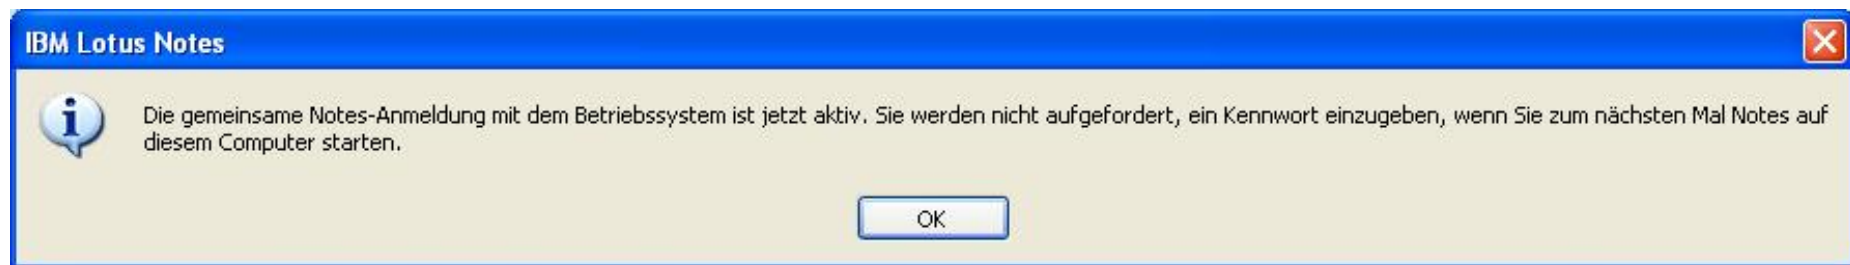 IBM Lotus Notes
Die gemeinsame Notes-Anmeldung mit dem Betriebssystem ist jetzt aktiv. Sie werden nicht aufgefordert, ein Kennwort einzugeben, wenn Sie zum nächsten Mal Notes auf
diesem Computer starten.
OK